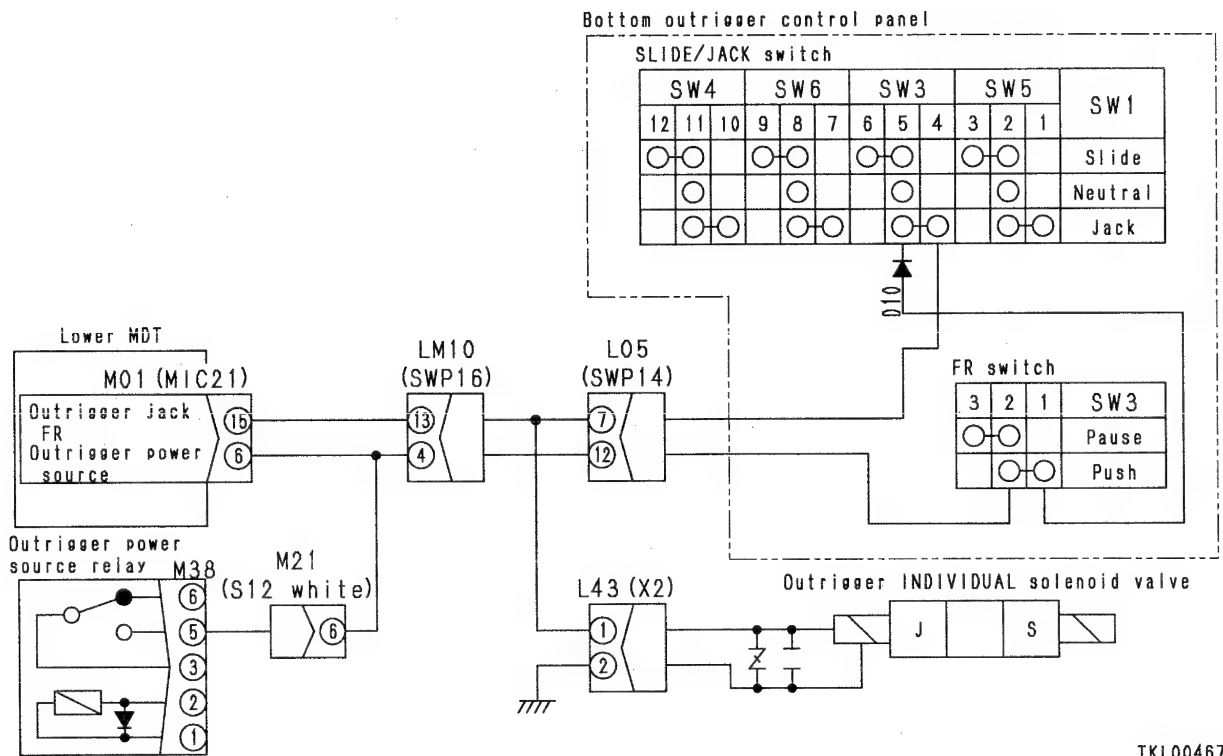 Bottom outrigger control panel
SLIDE/JACK switch
SW4 SW6 SW3 SW5 SW1
12 11 10 9 8 7 6 5 4 3 2 1
Slide
Neutral
Jack
D10
Lower MDT
M01 (MIC21)
Outrigger jack
FR
Outrigger power
source
15
6
LM10
(SWP16)
13
4
L05
(SWP14)
7
12
FR switch
3 2 1 SW3
Pause
Push
Outrigger power
source relay
M38
6
5
3
2
1
M21
(S12 white)
6
L43 (X2)
1
2
Outrigger INDIVIDUAL solenoid valve
J S
TKL00467